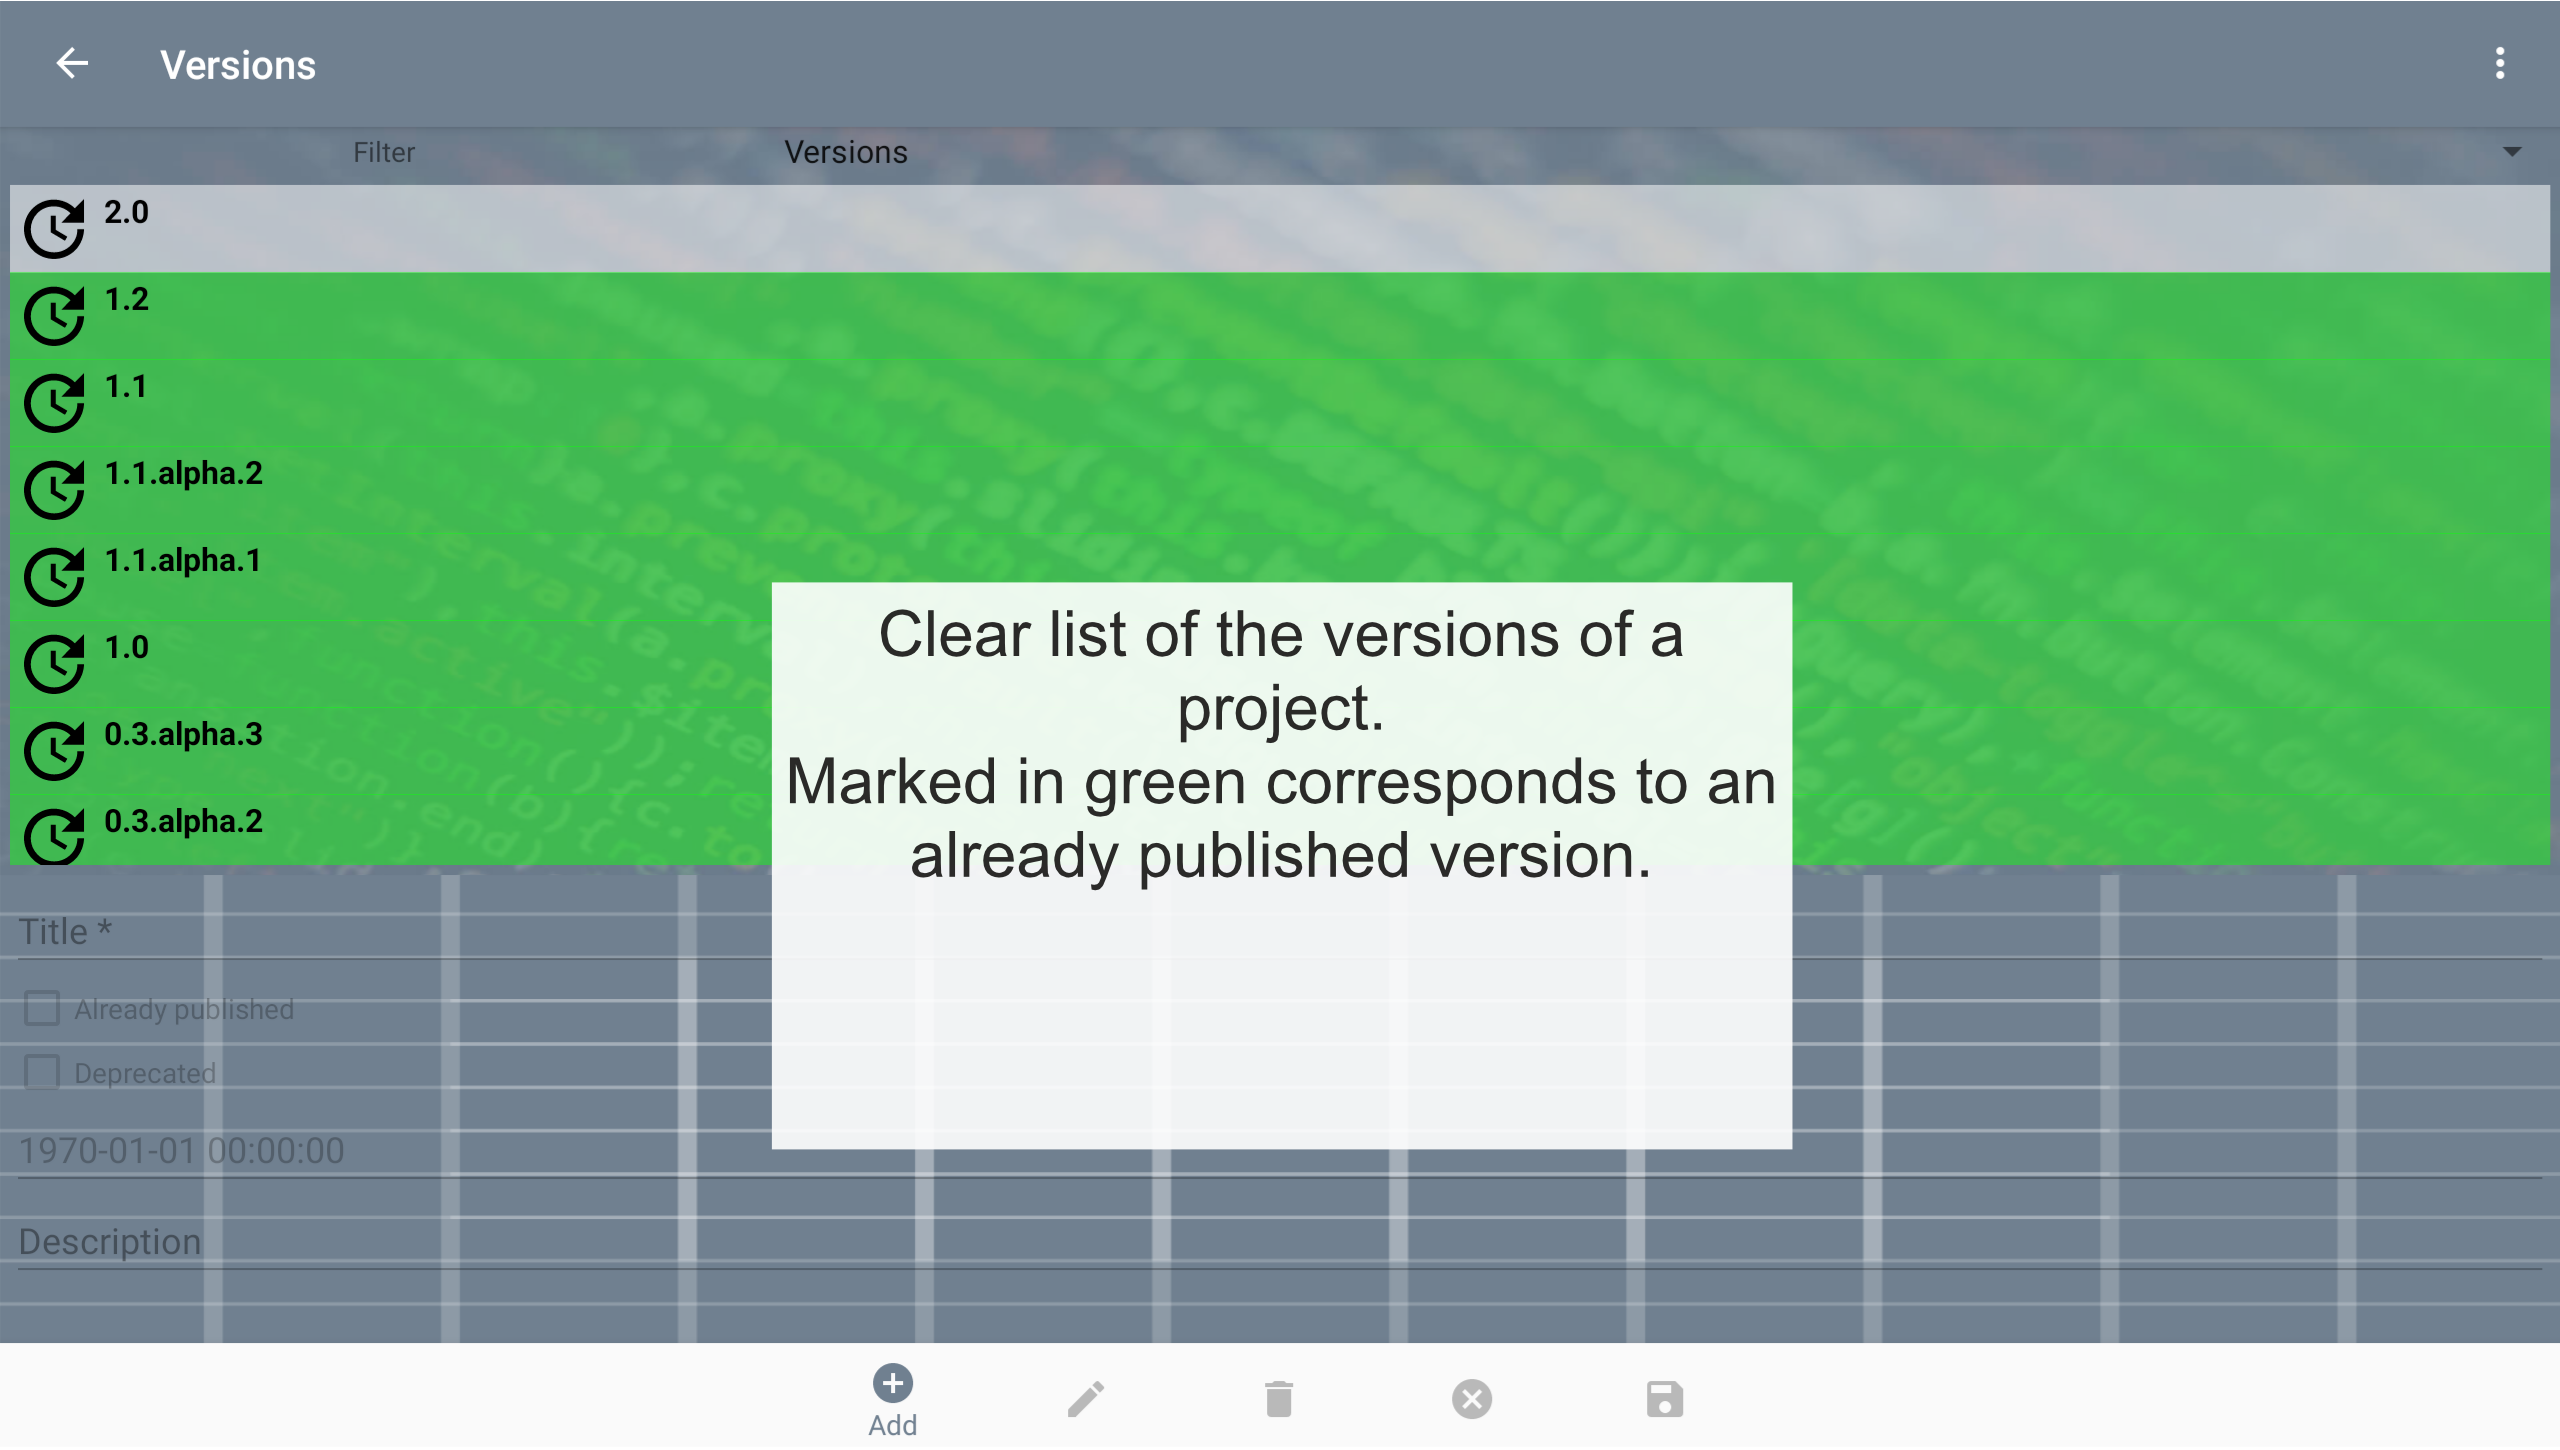 Versions
Filter
Versions
2.0
1.2
1.1
1.1.alpha.2
1.1.alpha.1
1.0
0.3.alpha.3
0.3.alpha.2
Clear list of the versions of a
project.
Marked in green corresponds to an
already published version.
Title *
Already published
Deprecated
1970-01-01 00:00:00
Description
Add